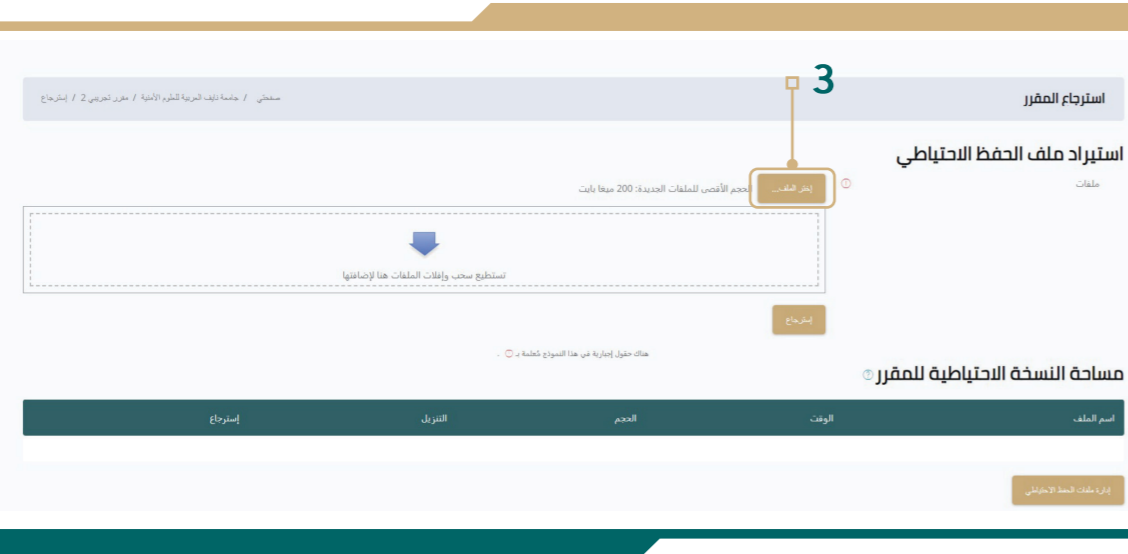 3
استرجاع المقرر
صفحتي / جامعة نايف العربية للعلوم الأمنية / مقرر تجريبي 2 / إسترجاع
استيراد ملف الحفظ الاحتياطي
ملفات
إختر الملف... الحجم الأقصى للملفات الجديدة: 200 ميغا بايت
تستطيع سحب وإفلات الملفات هنا لإضافتها
إسترجاع
هناك حقول إجبارية في هذا النموذج مُعلمة بـ .
مساحة النسخة الاحتياطية للمقرر
اسم الملف الوقت الحجم التنزيل إسترجاع
إدارة ملفات الحفظ الاحتياطي